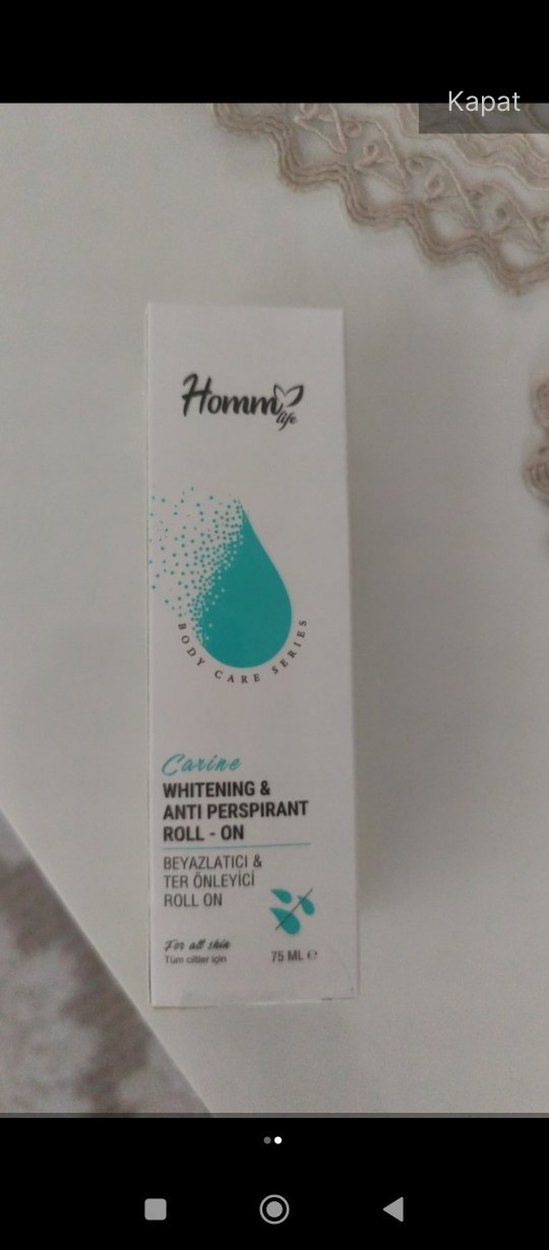 Kapat
Homm
life
BODY CARE SERIES
Carine
WHITENING &
ANTI PERSPIRANT
ROLL - ON
BEYAZLATICI &
TER ÖNLEYİCİ
ROLL ON
For all skin
Tüm ciltler için
75 ML ℮